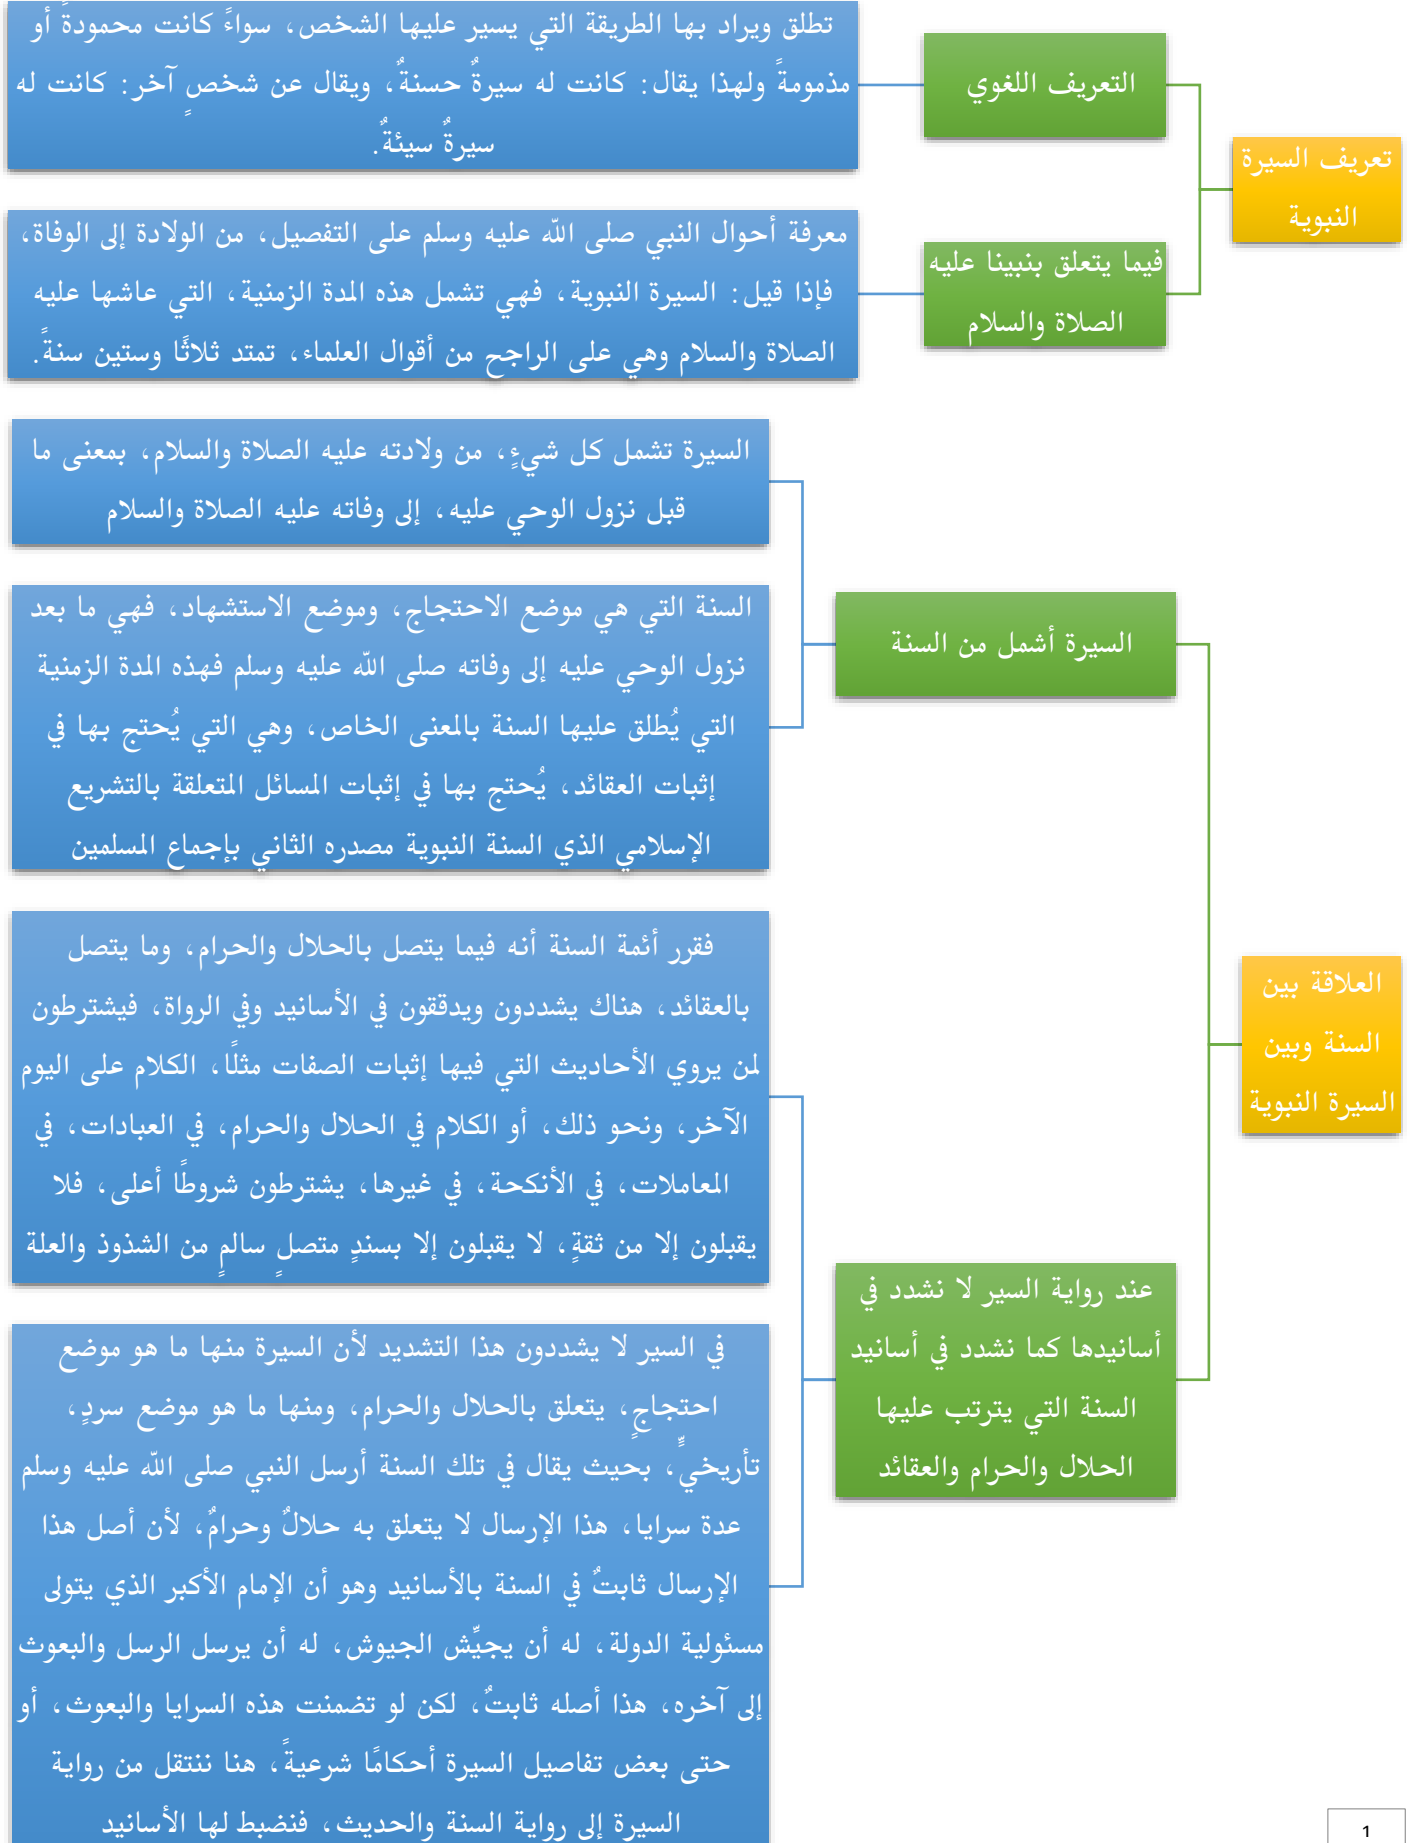 تعريف السيرة
النبوية
التعريف اللغوي
تطلق ويراد بها الطريقة التي يسير عليها الشخص، سواءً كانت محمودةً أو
مذمومةً ولهذا يقال: كانت له سيرةٌ حسنةٌ، ويقال عن شخصٍ آخر: كانت له
سيرةٌ سيئةٌ.
فيما يتعلق بنبينا عليه
الصلاة والسلام
معرفة أحوال النبي صلى الله عليه وسلم على التفصيل، من الولادة إلى الوفاة،
فإذا قيل: السيرة النبوية، فهي تشمل هذه المدة الزمنية، التي عاشها عليه
الصلاة والسلام وهي على الراجح من أقوال العلماء، تمتد ثلاثًا وستين سنةً.
العلاقة بين
السنة وبين
السيرة النبوية
السيرة أشمل من السنة
السيرة تشمل كل شيءٍ، من ولادته عليه الصلاة والسلام، بمعنى ما
قبل نزول الوحي عليه، إلى وفاته عليه الصلاة والسلام
السنة التي هي موضع الاحتجاج، وموضع الاستشهاد، فهي ما بعد
نزول الوحي عليه إلى وفاته صلى الله عليه وسلم فهذه المدة الزمنية
التي يُطلق عليها السنة بالمعنى الخاص، وهي التي يُحتج بها في
إثبات العقائد، يُحتج بها في إثبات المسائل المتعلقة بالتشريع
الإسلامي الذي السنة النبوية مصدره الثاني بإجماع المسلمين
عند رواية السير لا نشدد في
أسانيدها كما نشدد في أسانيد
السنة التي يترتب عليها
الحلال والحرام والعقائد
فقرر أئمة السنة أنه فيما يتصل بالحلال والحرام، وما يتصل
بالعقائد، هناك يشددون ويدققون في الأسانيد وفي الرواة، فيشترطون
لمن يروي الأحاديث التي فيها إثبات الصفات مثلًا، الكلام على اليوم
الآخر، ونحو ذلك، أو الكلام في الحلال والحرام، في العبادات، في
المعاملات، في الأنكحة، في غيرها، يشترطون شروطًا أعلى، فلا
يقبلون إلا من ثقةٍ، لا يقبلون إلا بسندٍ متصلٍ سالمٍ من الشذوذ والعلة
في السير لا يشددون هذا التشديد لأن السيرة منها ما هو موضع
احتجاجٍ، يتعلق بالحلال والحرام، ومنها ما هو موضع سردٍ،
تأريخيٍّ، بحيث يقال في تلك السنة أرسل النبي صلى الله عليه وسلم
عدة سرايا، هذا الإرسال لا يتعلق به حلالٌ وحرامٌ، لأن أصل هذا
الإرسال ثابتٌ في السنة بالأسانيد وهو أن الإمام الأكبر الذي يتولى
مسئولية الدولة، له أن يجيِّش الجيوش، له أن يرسل الرسل والبعوث
إلى آخره، هذا أصله ثابتٌ، لكن لو تضمنت هذه السرايا والبعوث، أو
حتى بعض تفاصيل السيرة أحكامًا شرعيةً، هنا ننتقل من رواية
السيرة إلى رواية السنة والحديث، فنضبط لها الأسانيد
1